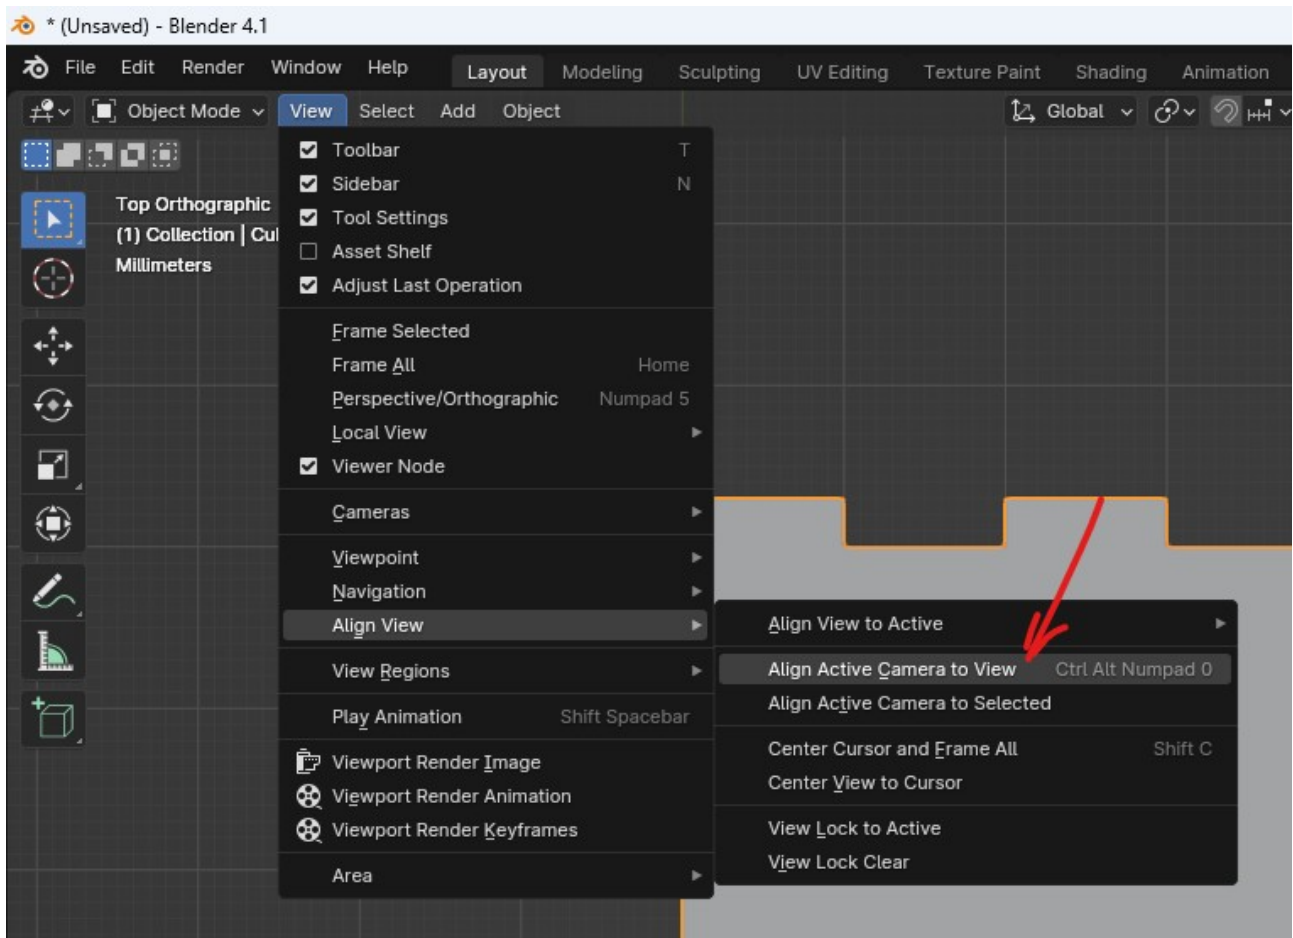 * (Unsaved) - Blender 4.1
File Edit Render Window Help Layout Modeling Sculpting UV Editing Texture Paint Shading Animation
Object Mode View Select Add Object Global
Toolbar T
Sidebar N
Top Orthographic
Tool Settings
(1) Collection |
Asset Shelf
Millimeters
Adjust Last Operation
Frame Selected
Frame All Home
Perspective/Orthographic Numpad 5
Local View
Viewer Node
Cameras
Viewpoint
Navigation
Align View
View Regions
Play Animation Shift Spacebar
Viewport Render Image
Viewport Render Animation
Viewport Render Keyframes
Area
Align View to Active
Align Active Camera to View Ctrl Alt Numpad 0
Align Active Camera to Selected
Center Cursor and Frame All Shift C
Center View to Cursor
View Lock to Active
View Lock Clear